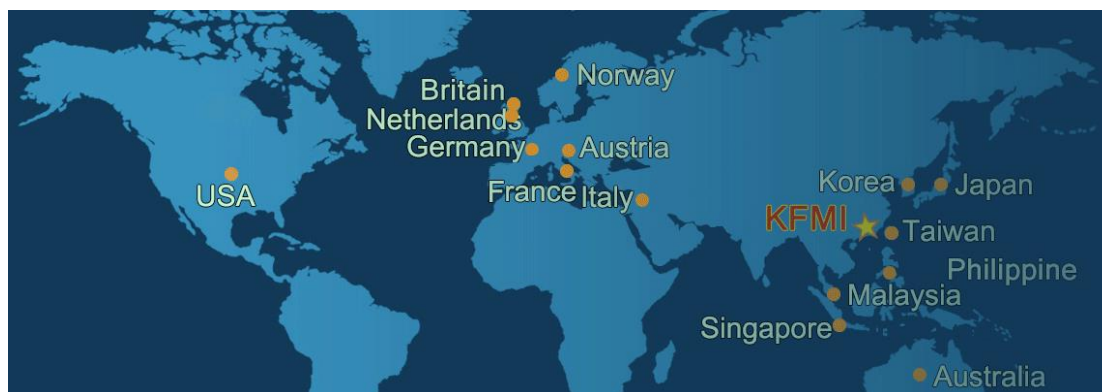 Norway
Britain
Netherlands
Germany
Austria
USA
France
Italy
Korea
Japan
KFMI
Taiwan
Philippine
Malaysia
Singapore
Australia